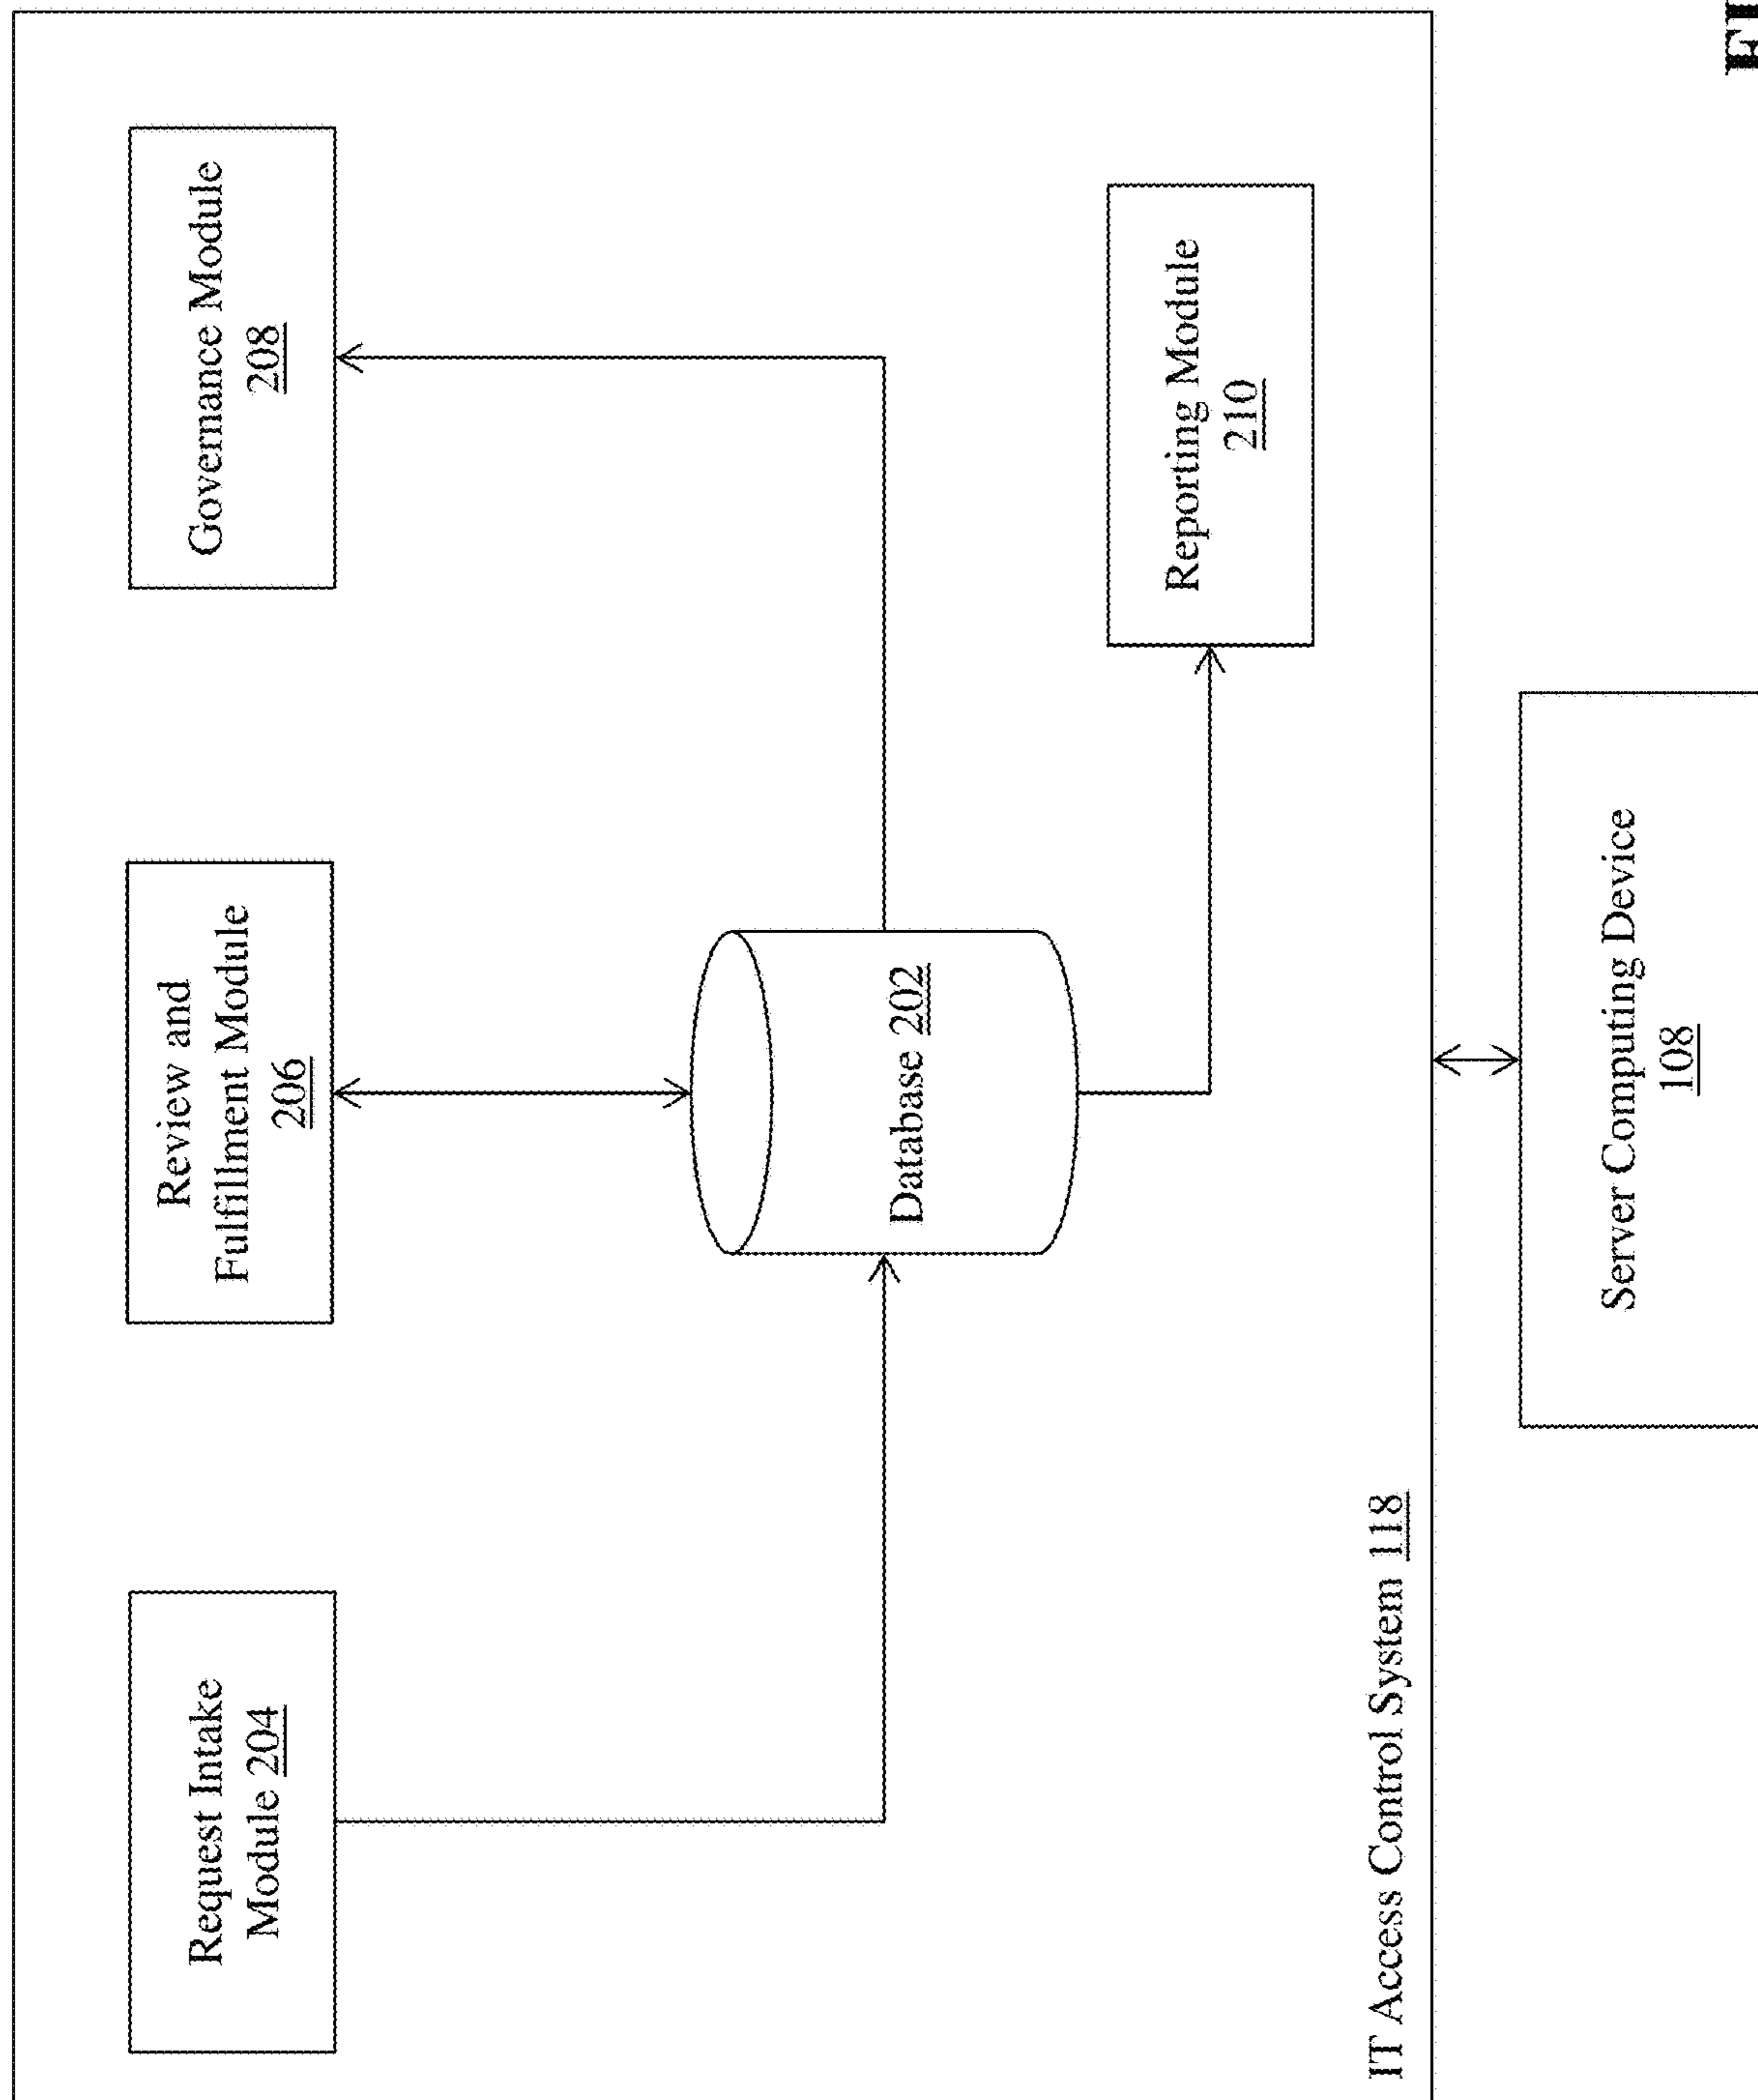 Request Intake
Module 204
Review and
Fulfillment Module
206
Governance Module
208
Database 202
Reporting Module
210
IT Access Control System 118
Server Computing Device
108